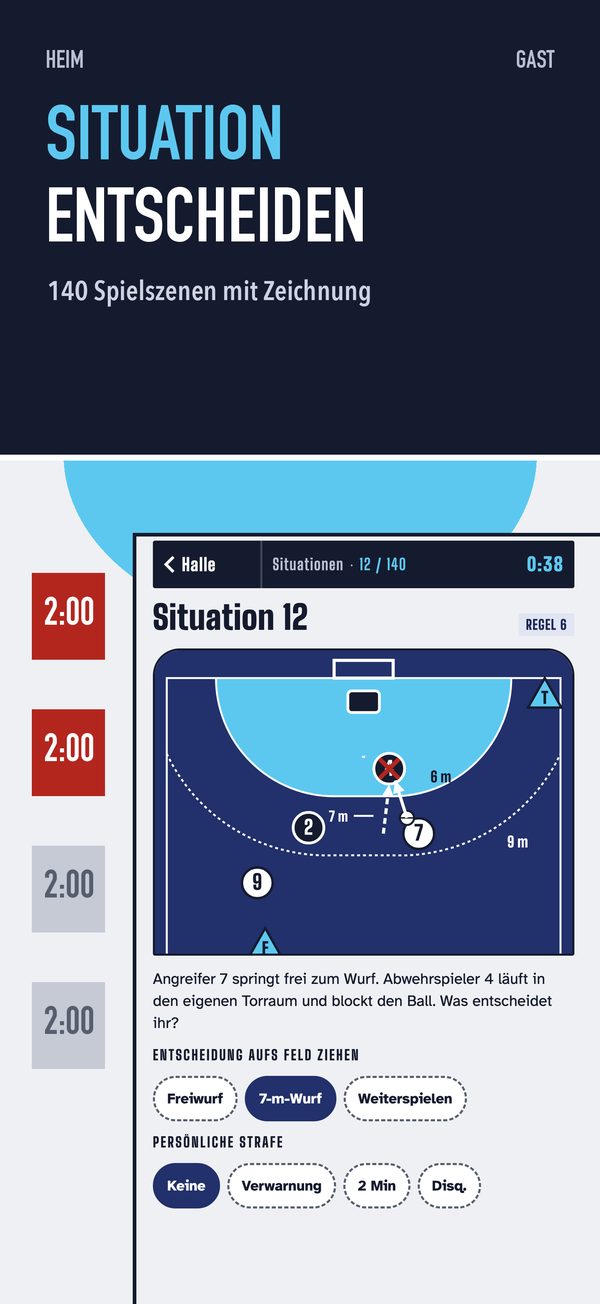 HEIM
GAST
SITUATION
ENTSCHEIDEN
140 Spielszenen mit Zeichnung
2:00
2:00
2:00
2:00
Halle
Situationen · 12 / 140
0:38
Situation 12
REGEL 6
T
6 m
7 m
2
7
9 m
9
F
Angreifer 7 springt frei zum Wurf. Abwehrspieler 4 läuft in
den eigenen Torraum und blockt den Ball. Was entscheidet
ihr?
ENTSCHEIDUNG AUFS FELD ZIEHEN
Freiwurf
7-m-Wurf
Weiterspielen
PERSÖNLICHE STRAFE
Keine
Verwarnung
2 Min
Disq.